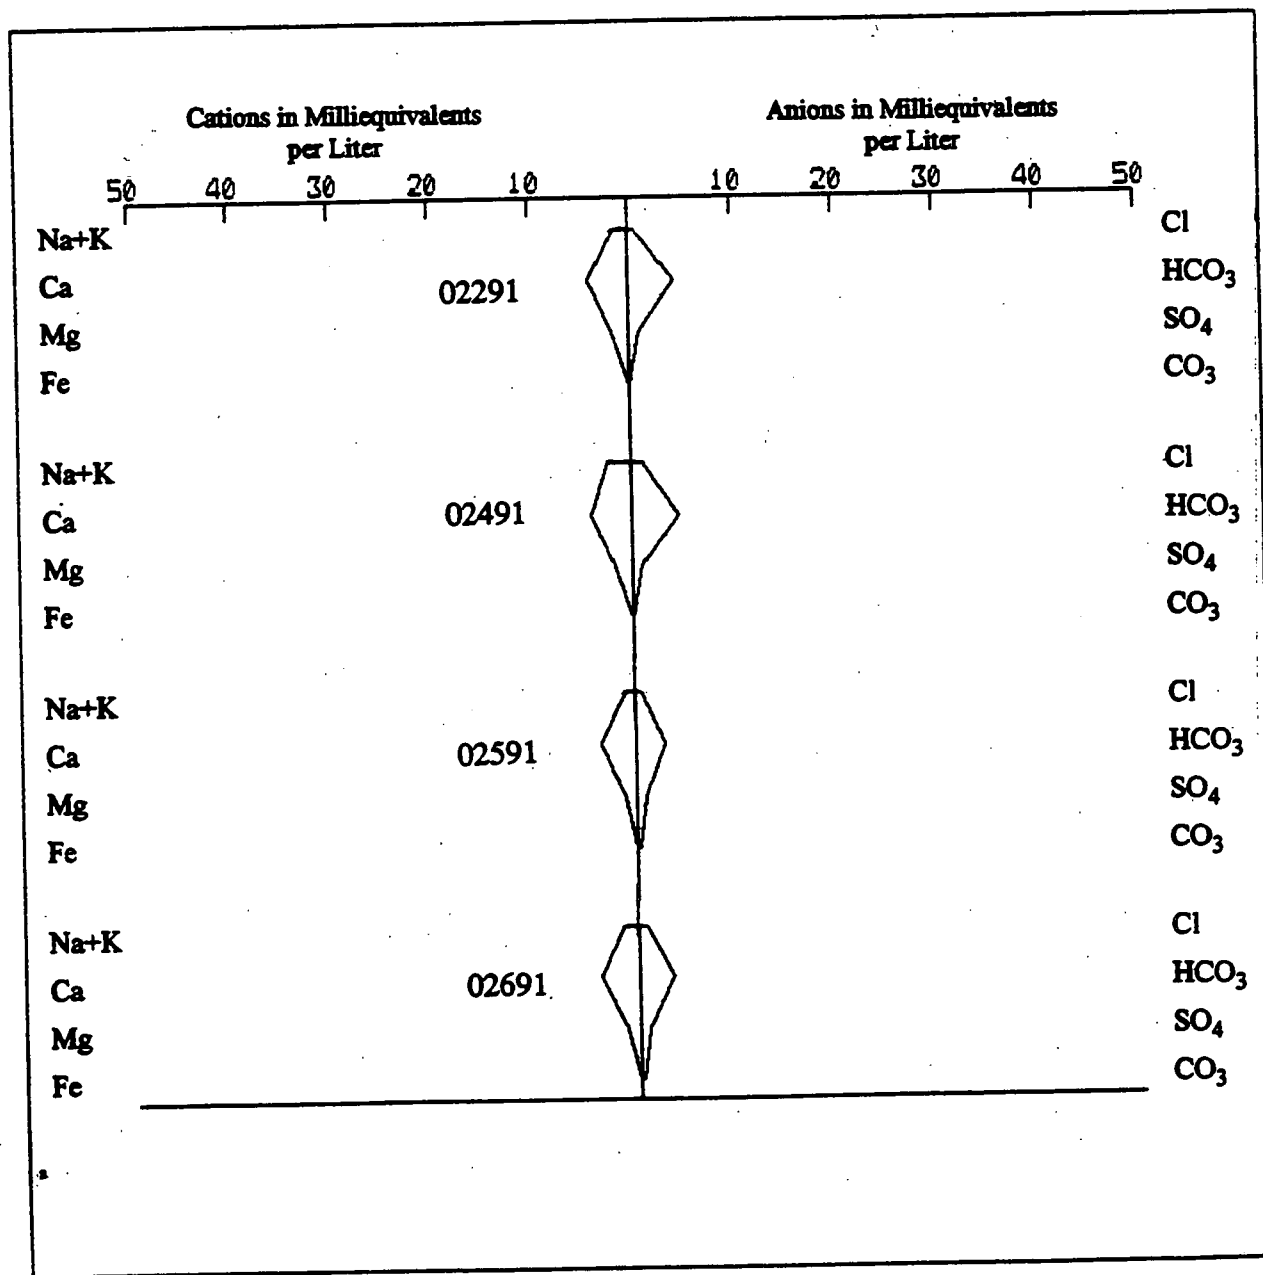 Cations in Milliequivalents
per Liter
Anions in Milliequivalents
per Liter
50 40 30 20 10 10 20 30 40 50
Na+K Cl
Ca 02291 HCO₃
Mg SO₄
Fe CO₃
Na+K Cl
Ca 02491 HCO₃
Mg SO₄
Fe CO₃
Na+K Cl
Ca 02591 HCO₃
Mg SO₄
Fe CO₃
Na+K Cl
Ca 02691 HCO₃
Mg SO₄
Fe CO₃